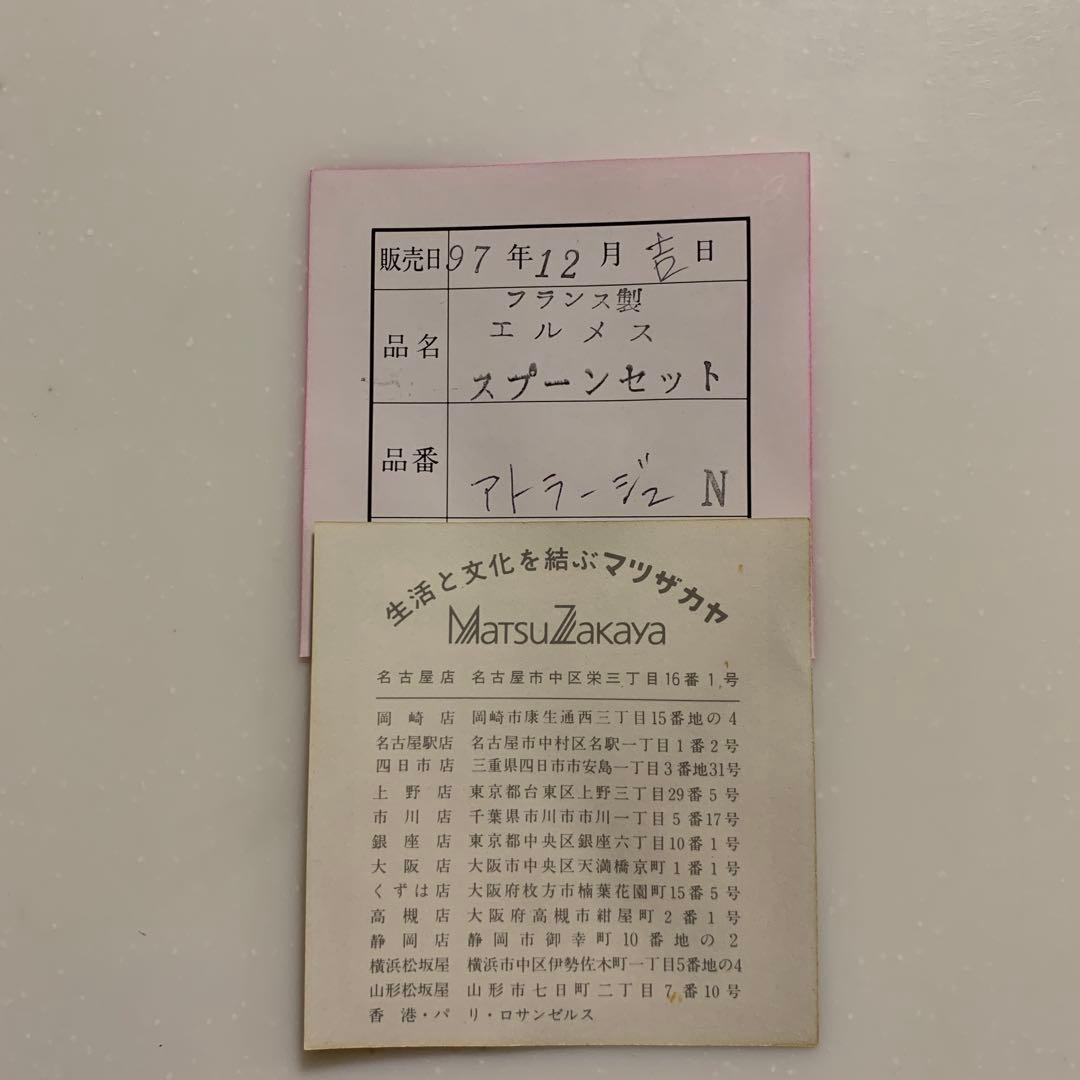 販売日 97年12月吉日
品名 フランス製
エルメス
スプーンセット
品番 アトラージュ N
生活と文化を結ぶマツザカヤ
MatsuZakaya
名古屋店 名古屋市中区栄三丁目16番1号
岡崎店 岡崎市康生通西三丁目15番地の4
名古屋駅店 名古屋市中村区名駅一丁目1番2号
四日市店 三重県四日市市安島一丁目3番地31号
上野店 東京都台東区上野三丁目29番5号
市川店 千葉県市川市市川一丁目5番17号
銀座店 東京都中央区銀座六丁目10番1号
大阪店 大阪市中央区天満橋京町1番1号
くずは店 大阪府枚方市楠葉花園町15番5号
高槻店 大阪府高槻市紺屋町2番1号
静岡店 静岡市御幸町10番地の2
横浜松坂屋 横浜市中区伊勢佐木町一丁目5番地の4
山形松坂屋 山形市七日町二丁目7番10号
香港・パリ・ロサンゼルス